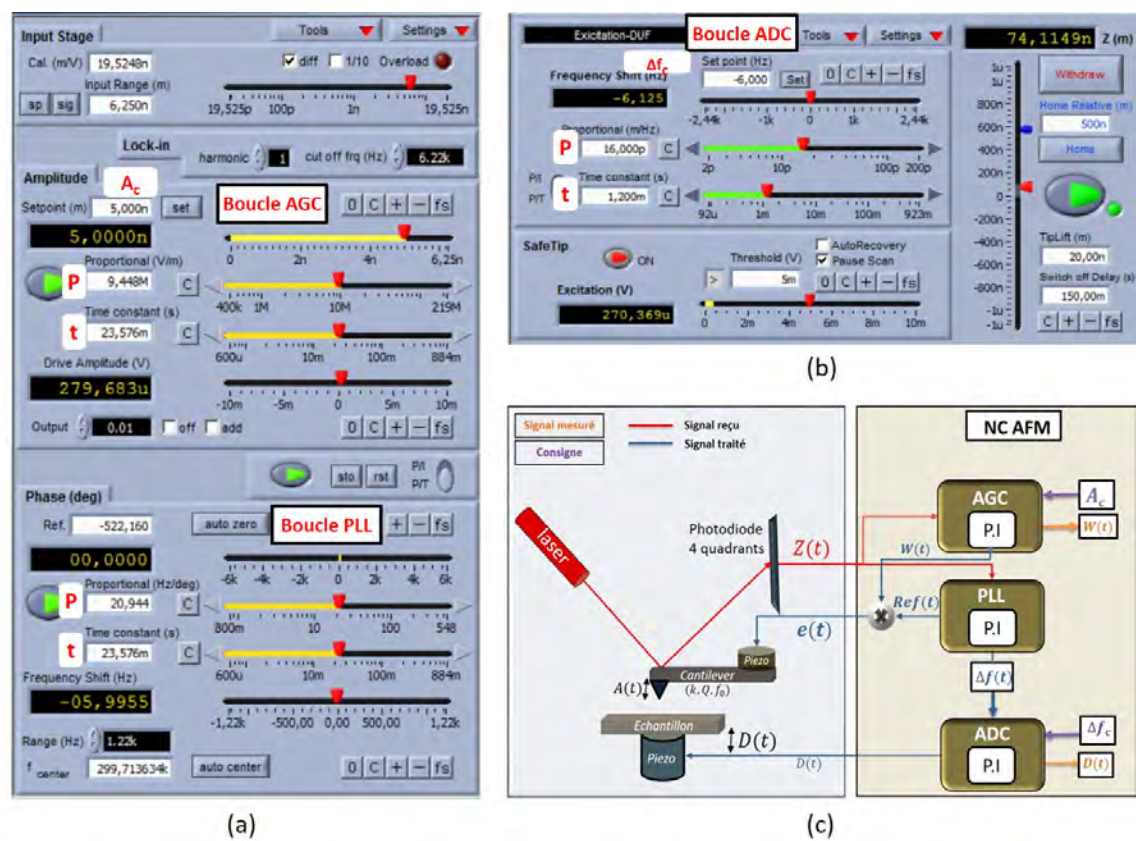 Input Stage
Tools
Settings
Cal. (m/V)
19,5248n
diff
1/10
Overload
Input Range (m)
sp
sig
6,250n
19,525p
100p
1n
19,525n
Lock-in
harmonic
1
cut off frq (Hz)
6.22k
Amplitude
Ac
Setpoint (m)
5,000n
set
Boucle AGC
0 C + − fs
5,0000n
0
2n
4n
6,25n
Proportional (V/m)
P
9,448M
C
400k
1M
10M
219M
Time constant (s)
t
23,576m
C
600u
10m
100m
884m
Drive Amplitude (V)
279,683u
-10m
-5m
0
5m
10m
Output
0.01
off
add
0 C + − fs
sto
rst
P/I
P/T
Phase (deg)
Ref.
-522,160
auto zero
Boucle PLL
+ − fs
00,0000
-6k
-4k
-2k
0
2k
4k
6k
Proportional (Hz/deg)
P
20,944
C
800m
10
100
548
Time constant (s)
t
23,576m
C
600u
10m
100m
884m
Frequency Shift (Hz)
-05,9955
-1,22k
-500,00
0,00
500,00
1,22k
Range (Hz)
1.22k
f center
299,713634k
auto center
0 C + − fs
(a)
Exicitation-DUF
Boucle ADC
Tools
Settings
Δfc
Frequency Shift (Hz)
Set point (Hz)
-6,000
Set
0 C + − fs
-6,125
-2,44k
-1k
0
1k
2,44k
Proportional (m/Hz)
P
16,000p
C
2p
10p
100p
200p
P/I
P/T
Time constant (s)
t
1,200m
C
92u
1m
10m
100m
923m
SafeTip
ON
Threshold (V)
AutoRecovery
Pause Scan
>
5m
0 C + − fs
Excitation (V)
270,369u
0
2m
4m
6m
8m
10m
74,1149n
Z (m)
1u
1u
800n
600n
400n
200n
0
-200n
-400n
-600n
-800n
-1u
-1u
Withdraw
Home Relative (m)
500n
Home
TipLift (m)
20,00n
Switch off Delay (s)
150,00m
C + − fs
(b)
Signal mesuré
Consigne
Signal reçu
Signal traité
NC AFM
laser
Photodiode
4 quadrants
Z(t)
AGC
P.I
Ac
W(t)
W(t)
PLL
P.I
Ref(t)
e(t)
Piezo
Cantilever
(k, Q, f0)
A(t)
Δf(t)
Echantillon
D(t)
Piezo
D(t)
ADC
P.I
Δfc
D(t)
(c)